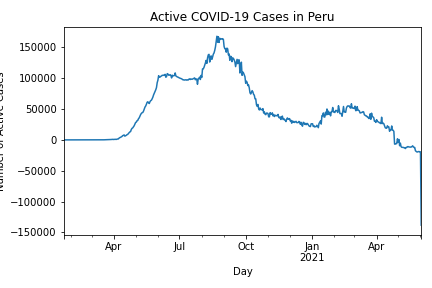 Active COVID-19 Cases in Peru
Number of Active Cases
150000
100000
50000
0
−50000
−100000
−150000
Apr
Jul
Oct
Jan
2021
Apr
Day